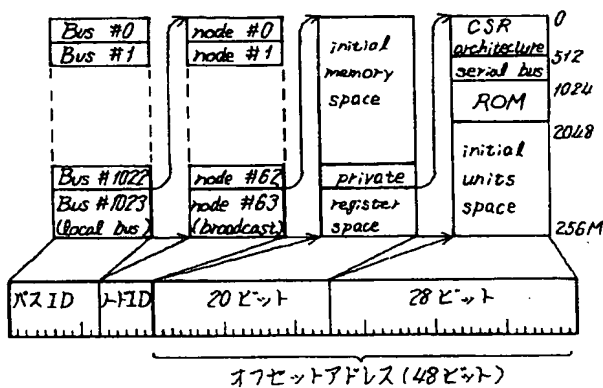 Bus #0
Bus #1
Bus #1022
Bus #1023
(local bus)
node #0
node #1
node #62
node #63
(broadcast)
initial
memory
space
private
register
space
CSR
architecture
serial bus
ROM
initial
units
space
0
512
1024
2048
256M
バスID
ノードID
20ビット
28ビット
オフセットアドレス(48ビット)